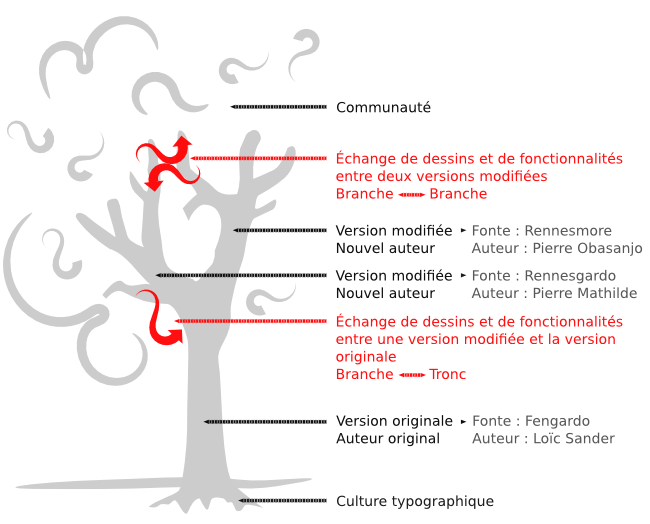 Communauté
Échange de dessins et de fonctionnalités
entre deux versions modifiées
Branche Branche
Version modifiée Fonte : Rennesmore
Nouvel auteur Auteur : Pierre Obasanjo
Version modifiée Fonte : Rennesgardo
Nouvel auteur Auteur : Pierre Mathilde
Échange de dessins et de fonctionnalités
entre une version modifiée et la version
originale
Branche Tronc
Version originale Fonte : Fengardo
Auteur original Auteur : Loïc Sander
Culture typographique